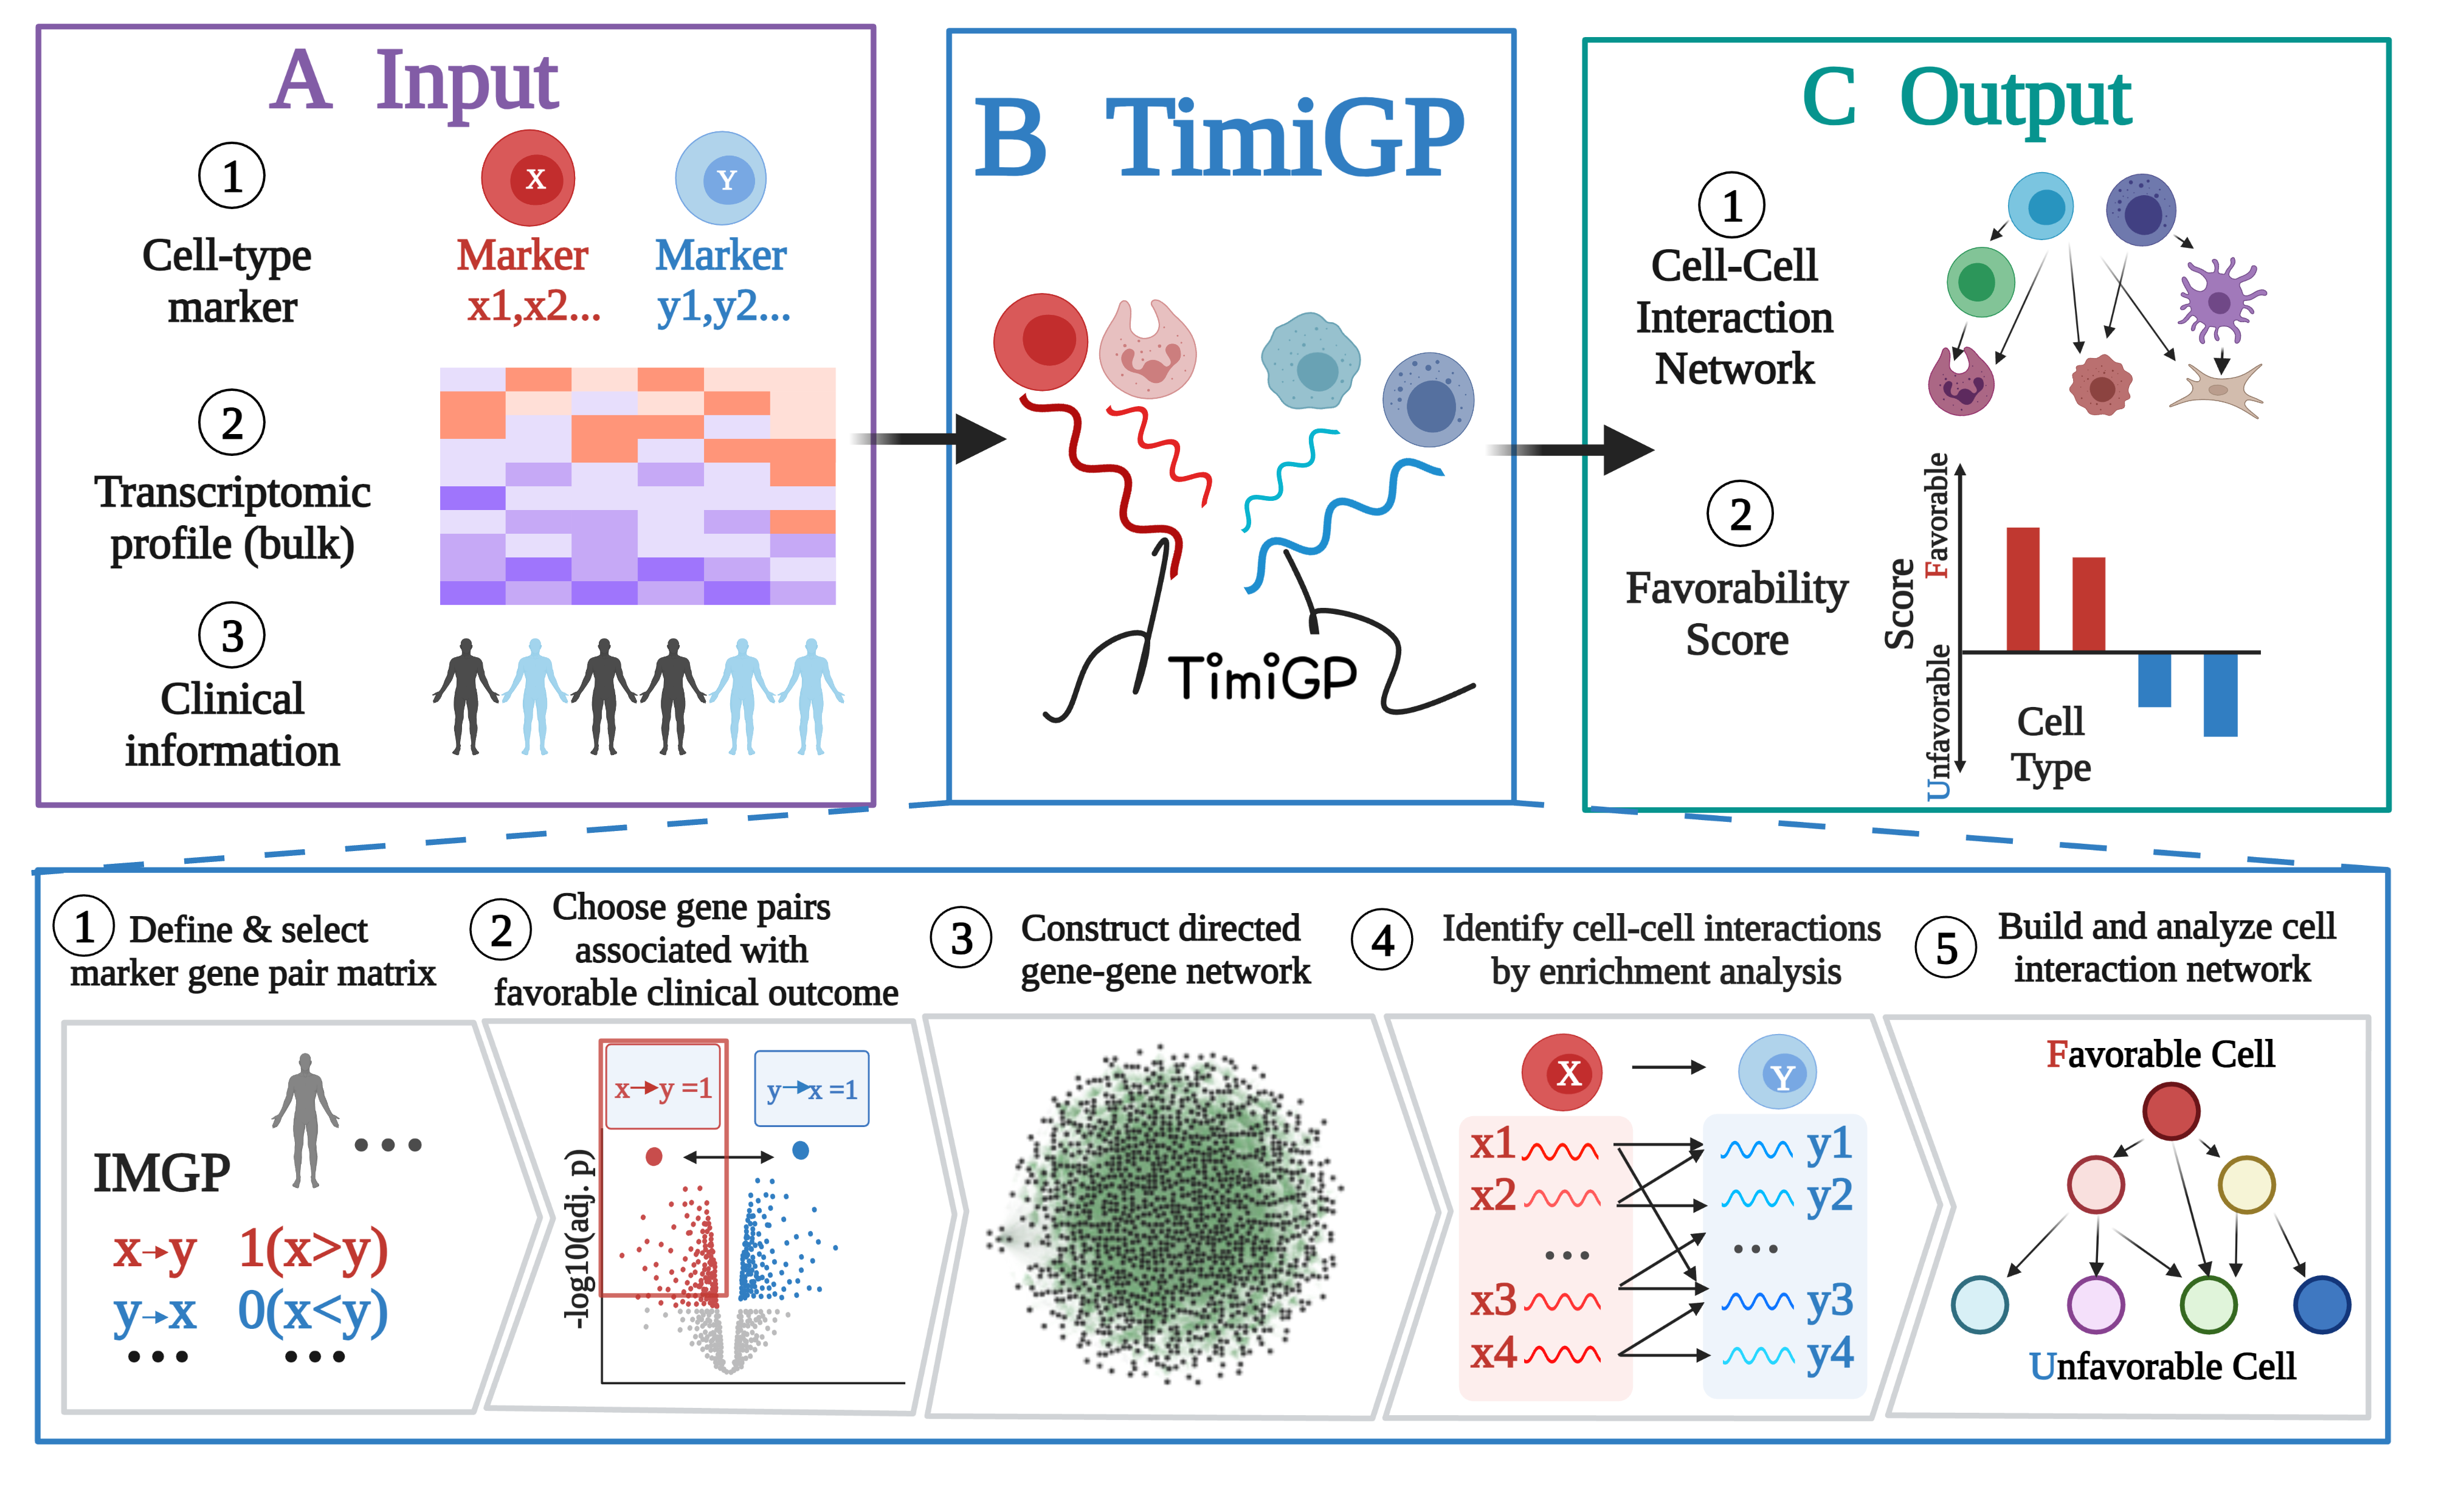 A Input
1
Cell-type
marker
X
Y
Marker
x1,x2...
Marker
y1,y2...
2
Transcriptomic
profile (bulk)
3
Clinical
information
B TimiGP
TimiGP
C Output
1
Cell-Cell
Interaction
Network
2
Favorability
Score
Score
Favorable
Unfavorable
Cell
Type
1 Define & select
marker gene pair matrix
IMGP
...
x→y 1(x>y)
y→x 0(x<y)
... ...
2 Choose gene pairs
associated with
favorable clinical outcome
x→y =1
y→x =1
-log10(adj. p)
3 Construct directed
gene-gene network
4 Identify cell-cell interactions
by enrichment analysis
X → Y
x1 y1
x2 y2
... ...
x3 y3
x4 y4
5 Build and analyze cell
interaction network
Favorable Cell
Unfavorable Cell